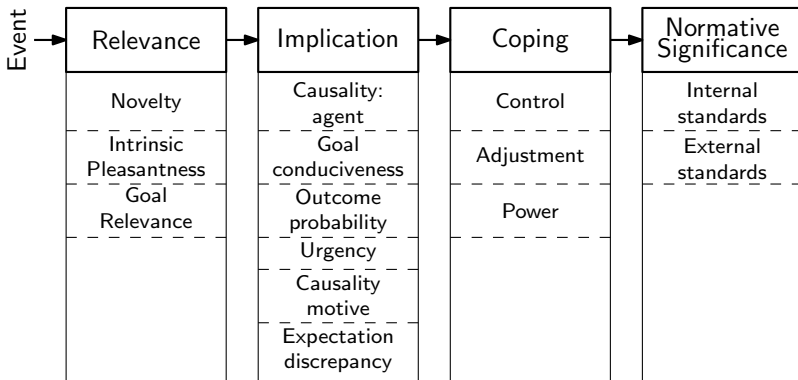 Event
Relevance
Novelty
Intrinsic
Pleasantness
Goal
Relevance
Implication
Causality:
agent
Goal
conduciveness
Outcome
probability
Urgency
Causality
motive
Expectation
discrepancy
Coping
Control
Adjustment
Power
Normative
Significance
Internal
standards
External
standards